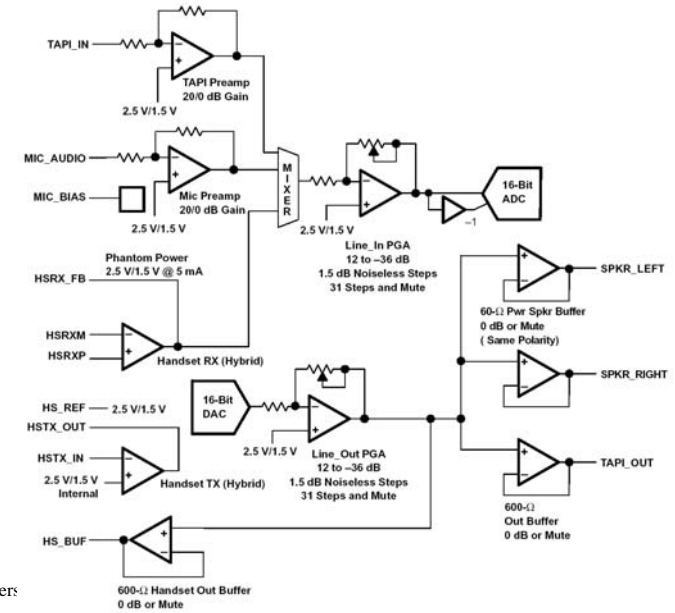 TAPI_IN
TAPI Preamp
20/0 dB Gain
2.5 V/1.5 V
MIC_AUDIO
MIC_BIAS
Mic Preamp
20/0 dB Gain
2.5 V/1.5 V
MIXER
2.5 V/1.5 V
Line_In PGA
12 to –36 dB
1.5 dB Noiseless Steps
31 Steps and Mute
16-Bit
ADC
–1
Phantom Power
2.5 V/1.5 V @ 5 mA
HSRX_FB
HSRXM
HSRXP
Handset RX (Hybrid)
SPKR_LEFT
60-Ω Pwr Spkr Buffer
0 dB or Mute
( Same Polarity)
SPKR_RIGHT
16-Bit
DAC
HS_REF
2.5 V/1.5 V
HSTX_OUT
HSTX_IN
2.5 V/1.5 V
Internal
Handset TX (Hybrid)
2.5 V/1.5 V
Line_Out PGA
12 to –36 dB
1.5 dB Noiseless Steps
31 Steps and Mute
TAPI_OUT
600-Ω
Out Buffer
0 dB or Mute
HS_BUF
600-Ω Handset Out Buffer
0 dB or Mute
ers